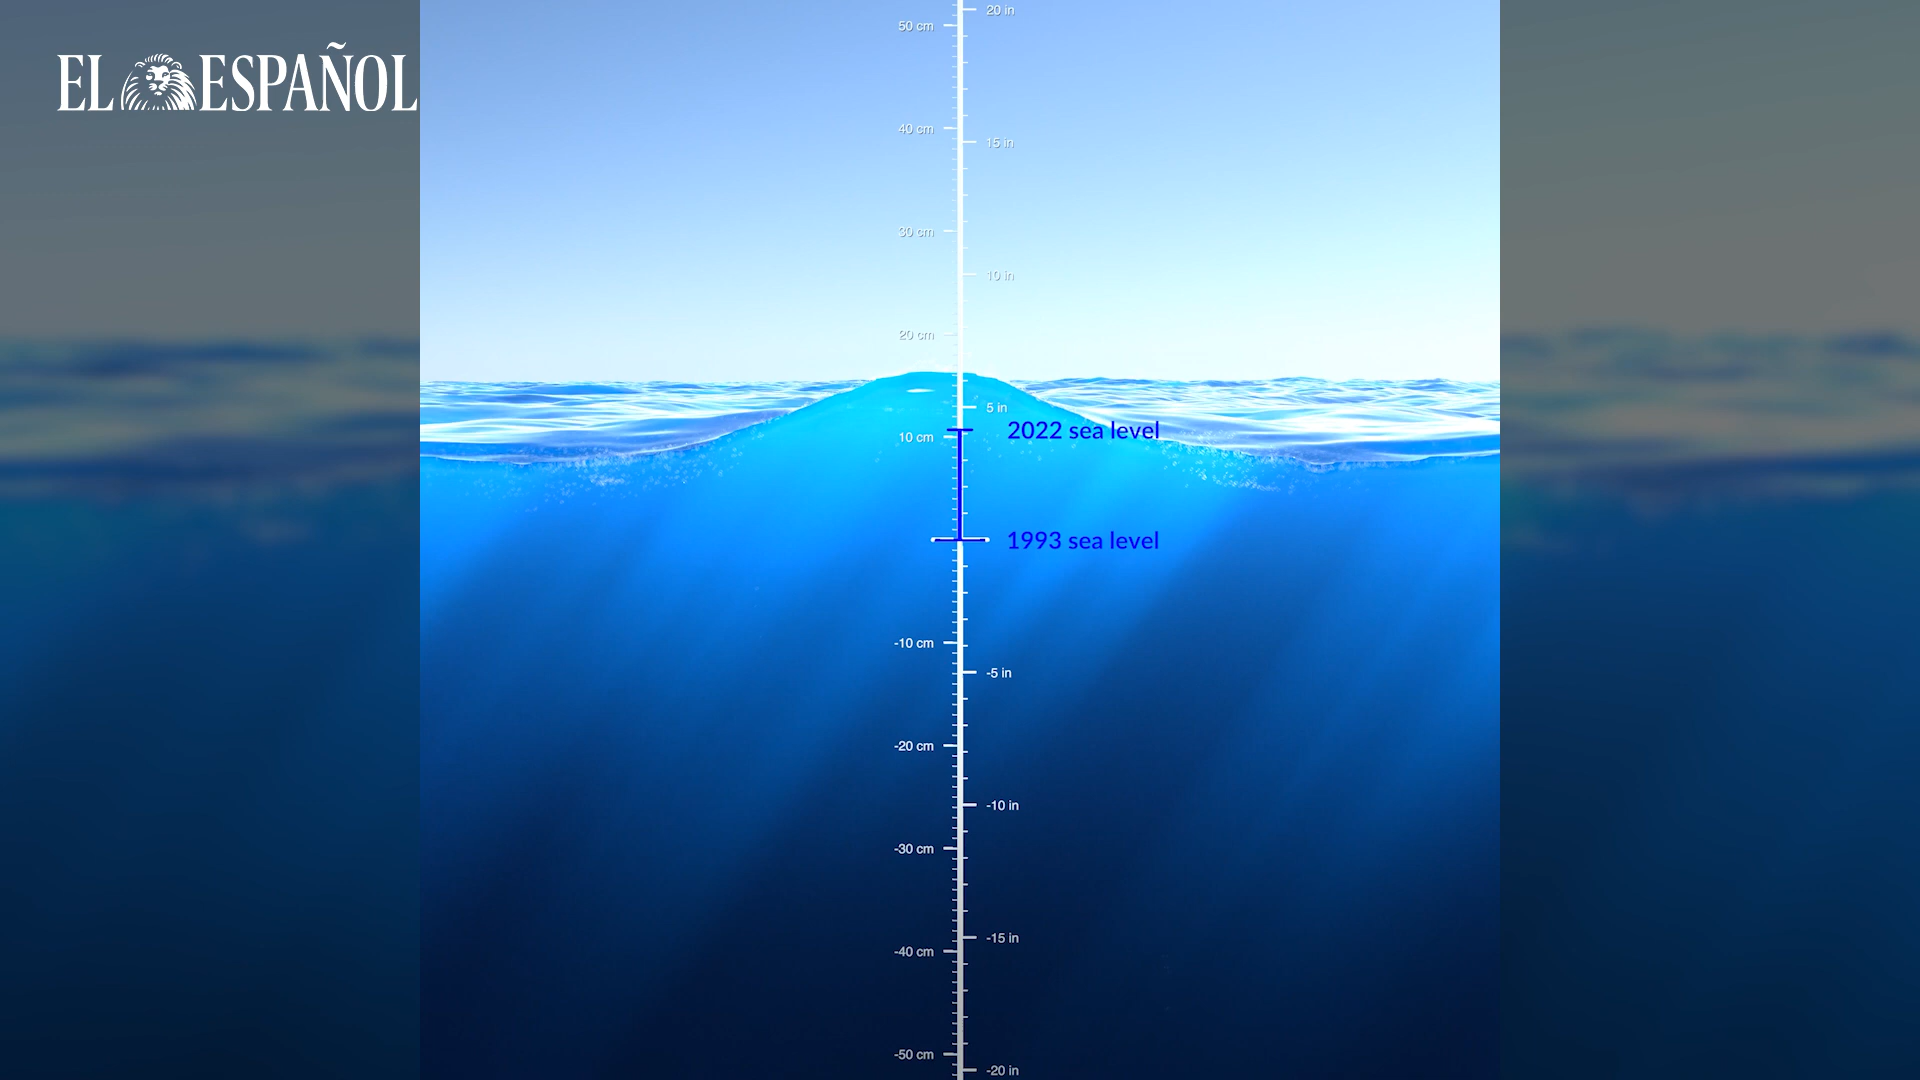 EL ESPAÑOL
20 in
50 cm
40 cm
15 in
30 cm
10 in
20 cm
5 in
2022 sea level
10 cm
1993 sea level
-10 cm
-5 in
-20 cm
-10 in
-30 cm
-15 in
-40 cm
-50 cm
-20 in